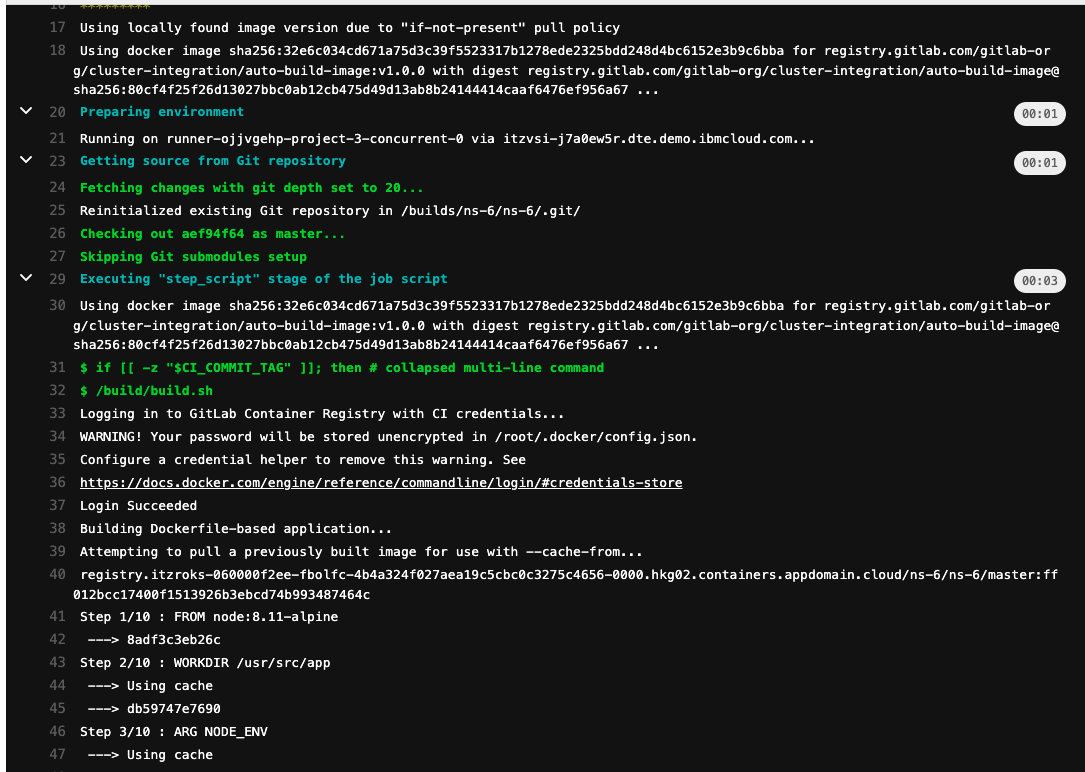 16 *********
17 Using locally found image version due to "if-not-present" pull policy
18 Using docker image sha256:32e6c034cd671a75d3c39f5523317b1278ede2325bdd248d4bc6152e3b9c6bba for registry.gitlab.com/gitlab-or
g/cluster-integration/auto-build-image:v1.0.0 with digest registry.gitlab.com/gitlab-org/cluster-integration/auto-build-image@
sha256:80cf4f25f26d13027bbc0ab12cb475d49d13ab8b24144414caaf6476ef956a67 ...
20 Preparing environment 00:01
21 Running on runner-ojjvgehp-project-3-concurrent-0 via itzvsi-j7a0ew5r.dte.demo.ibmcloud.com...
23 Getting source from Git repository 00:01
24 Fetching changes with git depth set to 20...
25 Reinitialized existing Git repository in /builds/ns-6/ns-6/.git/
26 Checking out aef94f64 as master...
27 Skipping Git submodules setup
29 Executing "step_script" stage of the job script 00:03
30 Using docker image sha256:32e6c034cd671a75d3c39f5523317b1278ede2325bdd248d4bc6152e3b9c6bba for registry.gitlab.com/gitlab-or
g/cluster-integration/auto-build-image:v1.0.0 with digest registry.gitlab.com/gitlab-org/cluster-integration/auto-build-image@
sha256:80cf4f25f26d13027bbc0ab12cb475d49d13ab8b24144414caaf6476ef956a67 ...
31 $ if [[ -z "$CI_COMMIT_TAG" ]]; then # collapsed multi-line command
32 $ /build/build.sh
33 Logging in to GitLab Container Registry with CI credentials...
34 WARNING! Your password will be stored unencrypted in /root/.docker/config.json.
35 Configure a credential helper to remove this warning. See
36 https://docs.docker.com/engine/reference/commandline/login/#credentials-store
37 Login Succeeded
38 Building Dockerfile-based application...
39 Attempting to pull a previously built image for use with --cache-from...
40 registry.itzroks-060000f2ee-fbolfc-4b4a324f027aea19c5cbc0c3275c4656-0000.hkg02.containers.appdomain.cloud/ns-6/ns-6/master:ff
012bcc17400f1513926b3ebcd74b993487464c
41 Step 1/10 : FROM node:8.11-alpine
42 ---> 8adf3c3eb26c
43 Step 2/10 : WORKDIR /usr/src/app
44 ---> Using cache
45 ---> db59747e7690
46 Step 3/10 : ARG NODE_ENV
47 ---> Using cache